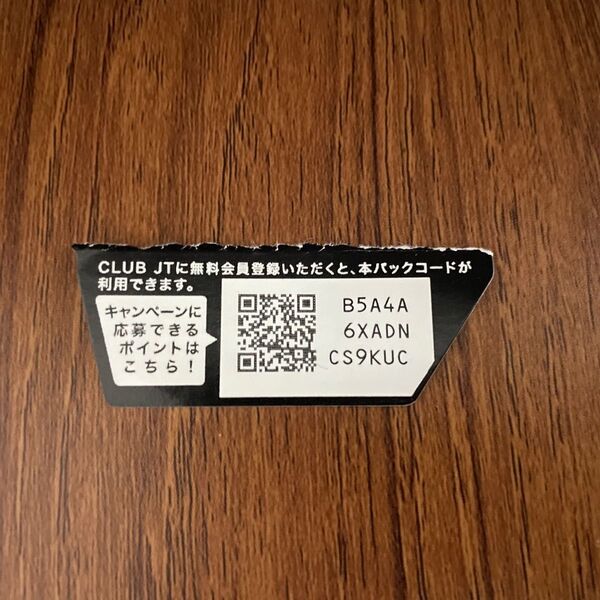 CLUB JTに無料会員登録いただくと、本パックコードが
利用できます。
キャンペーンに
応募できる
ポイントは
こちら！
B5A4A
6XADN
CS9KUC